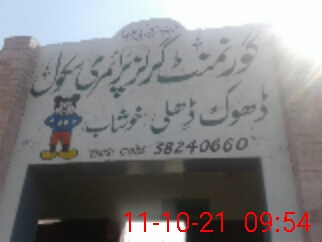 گورنمنٹ گرلز پرائمری سکول
ڈھوک ڈھلی خوشاب
EMIS CODE 38240660
11-10-21 09:54